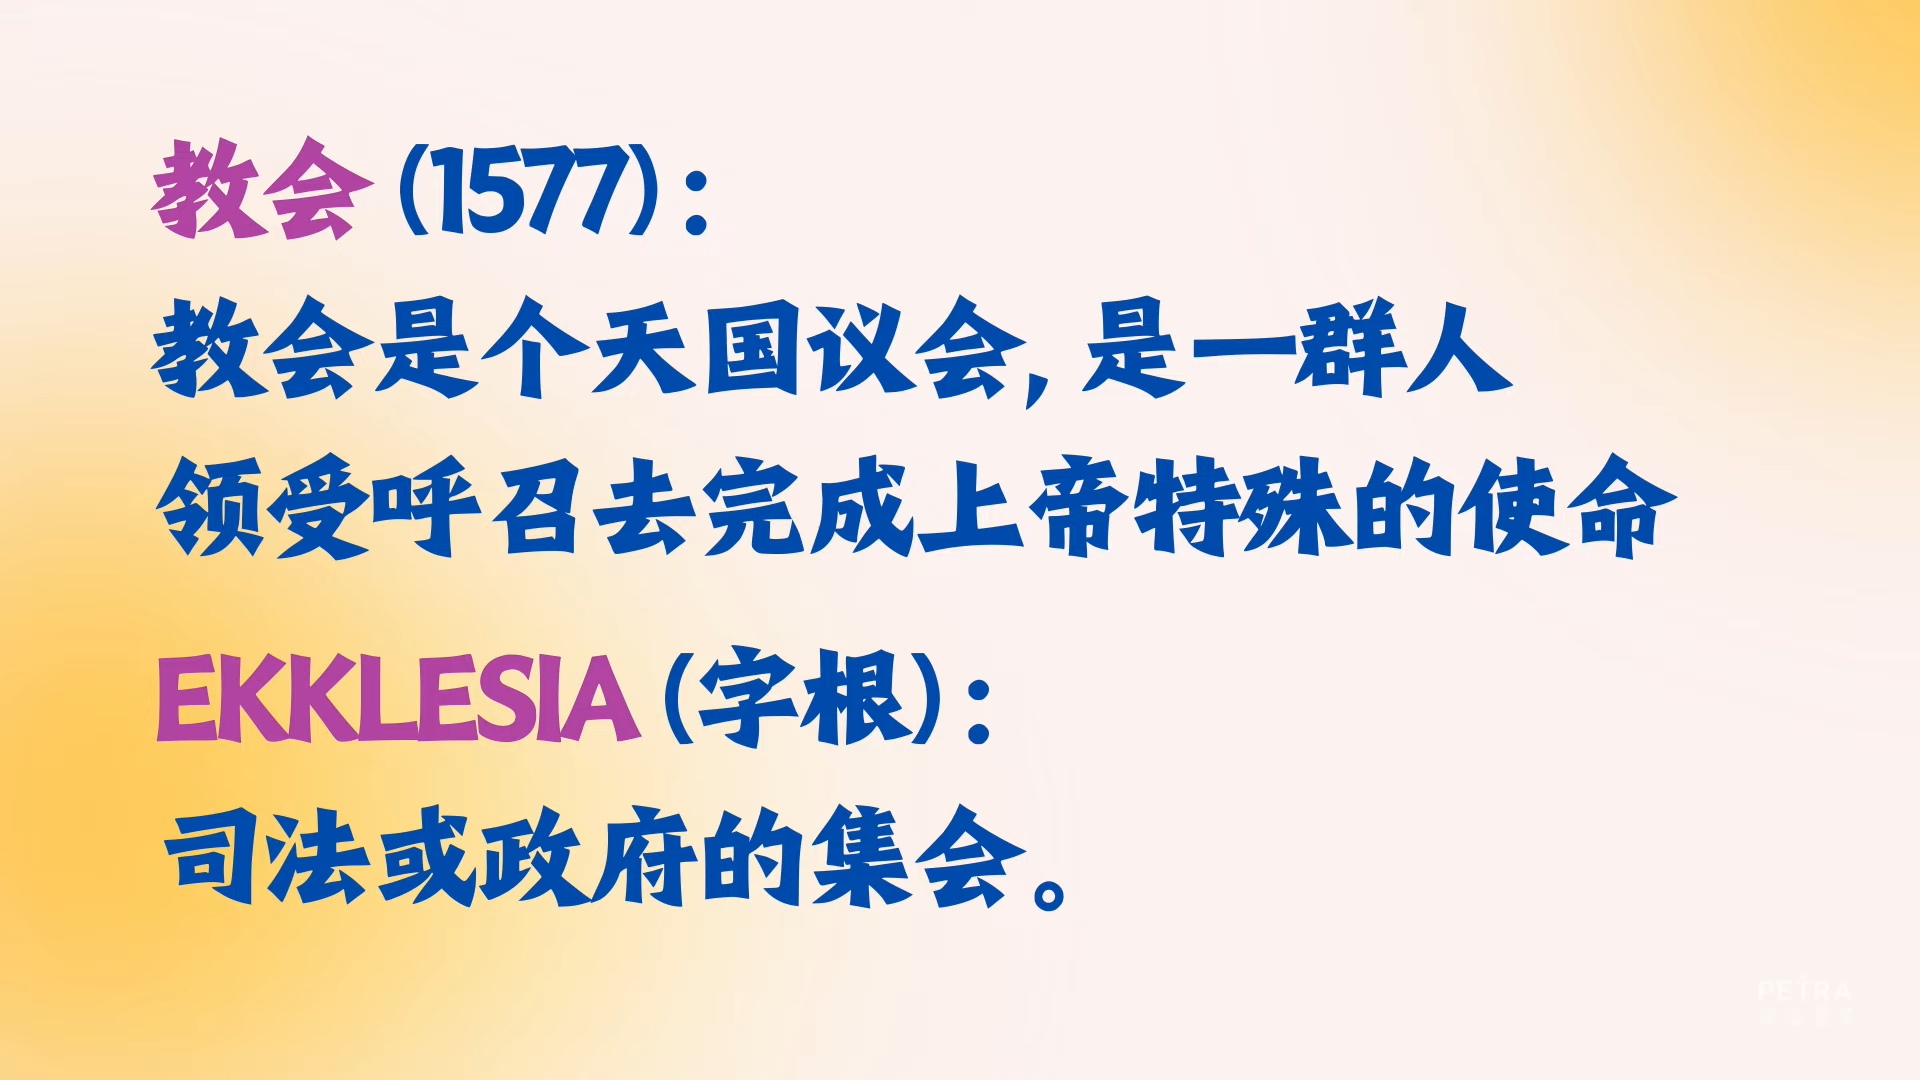 教会 (1577)：
教会是个天国议会, 是一群人
领受呼召去完成上帝特殊的使命
EKKLESIA (字根)：
司法或政府的集会。
PETRA